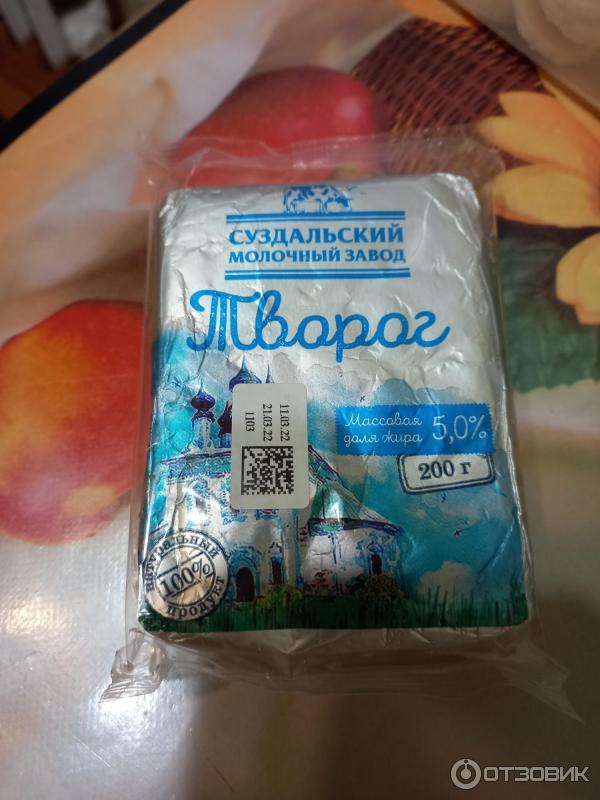 СУЗДАЛЬСКИЙ
МОЛОЧНЫЙ ЗАВОД
Творог
11.03.22
21.03.22
1103
Массовая
доля жира 5,0%
200 г
натуральный
100%
продукт
ОТЗОВИК